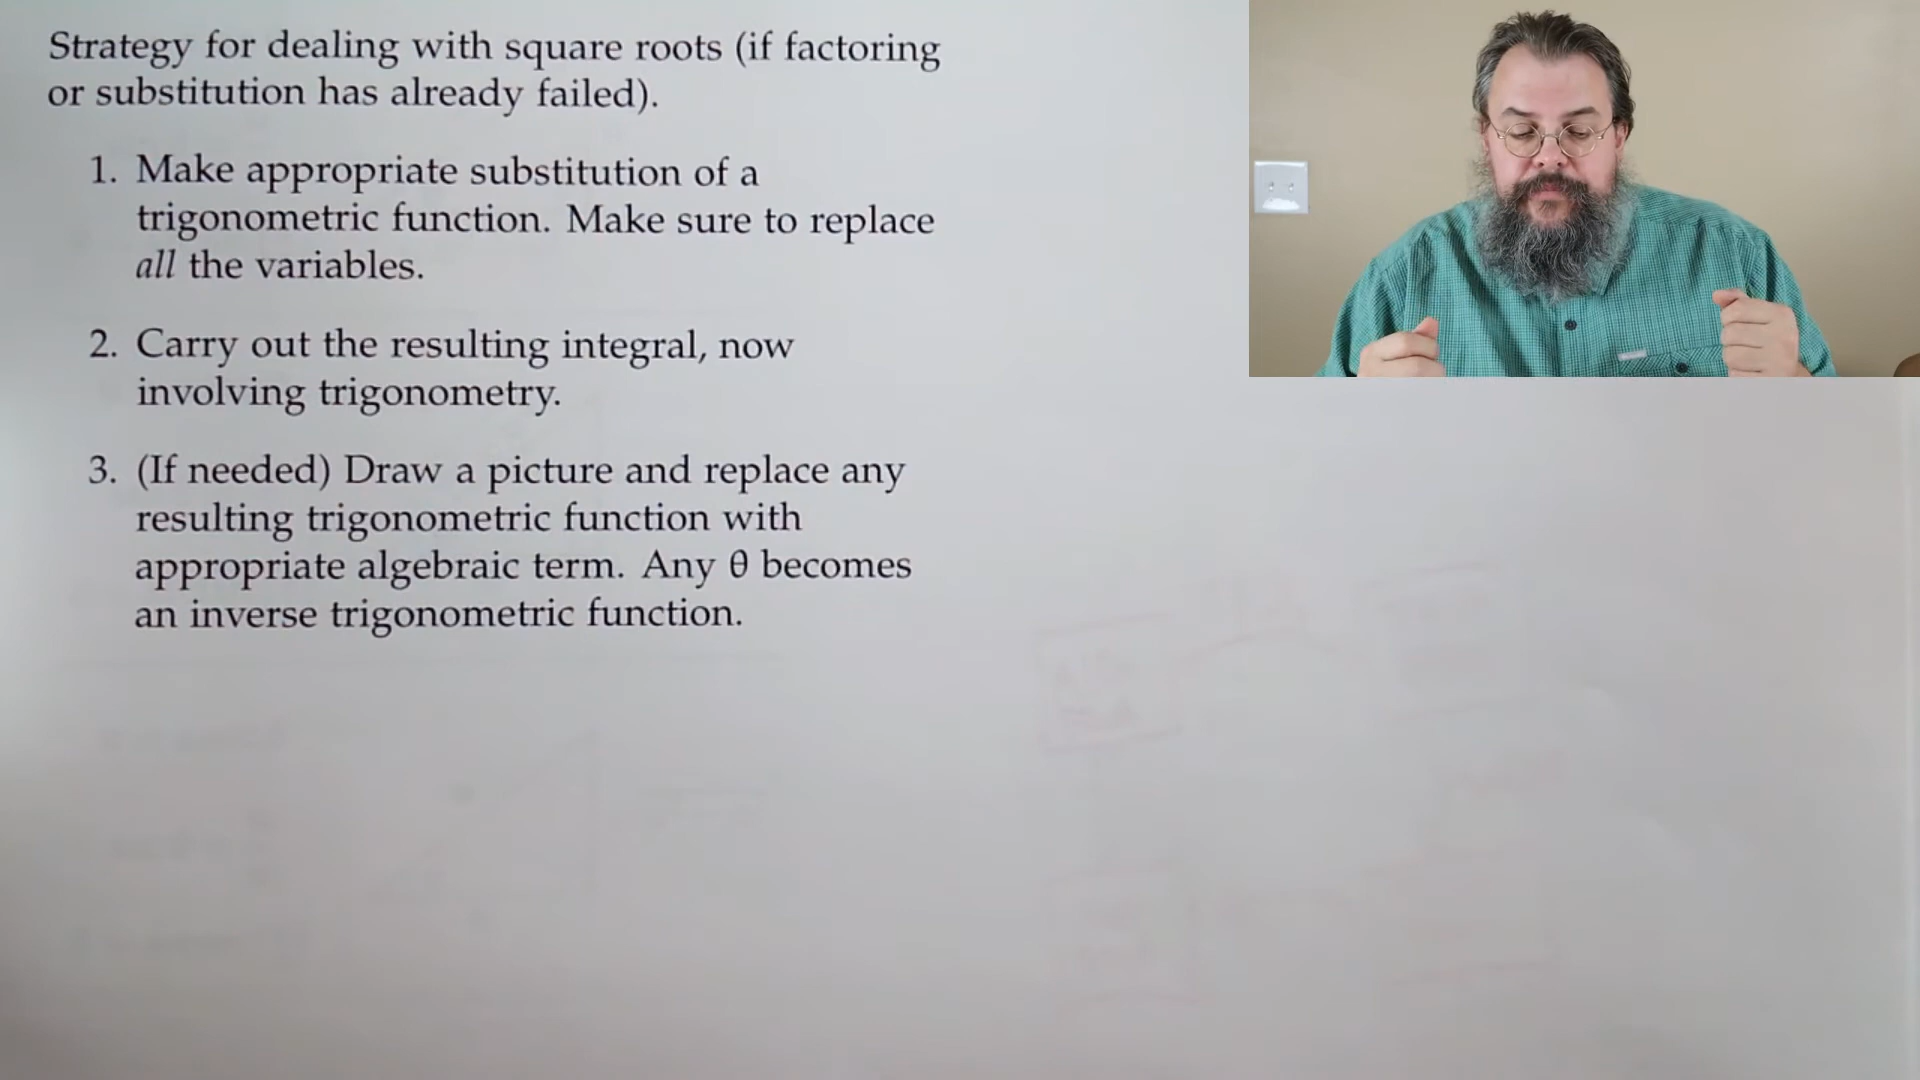 Strategy for dealing with square roots (if factoring
or substitution has already failed).
1. Make appropriate substitution of a
trigonometric function. Make sure to replace
all the variables.
2. Carry out the resulting integral, now
involving trigonometry.
3. (If needed) Draw a picture and replace any
resulting trigonometric function with
appropriate algebraic term. Any θ becomes
an inverse trigonometric function.